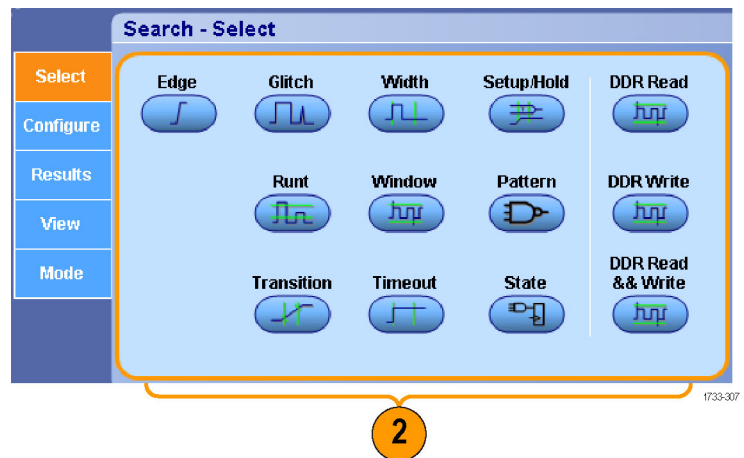 Search - Select
Select
Configure
Results
View
Mode
Edge Glitch Width Setup/Hold DDR Read
Runt Window Pattern DDR Write
Transition Timeout State DDR Read
&& Write
1733-307
2